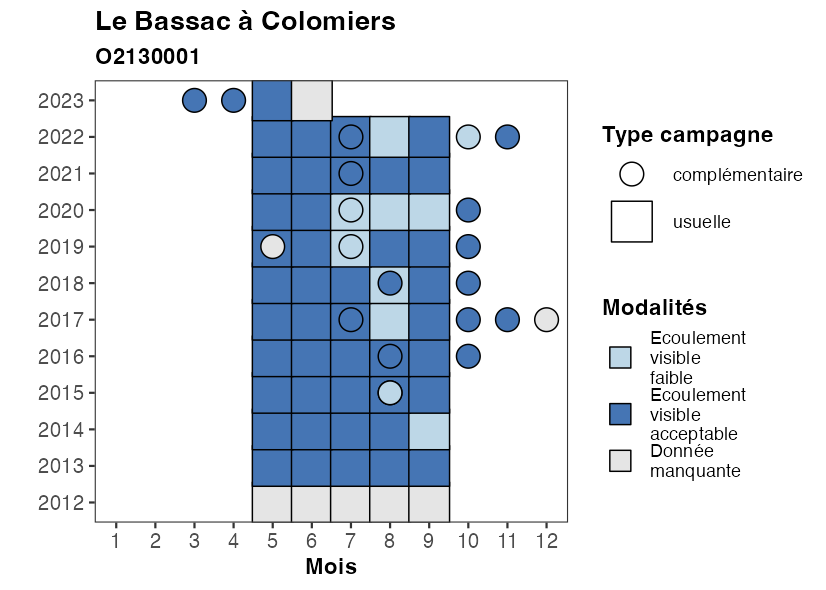 Le Bassac à Colomiers
O2130001
2023
2022
2021
2020
2019
2018
2017
2016
2015
2014
2013
2012
1 2 3 4 5 6 7 8 9 10 11 12
Mois
Type campagne
complémentaire
usuelle
Modalités
Ecoulement
visible
faible
Ecoulement
visible
acceptable
Donnée
manquante